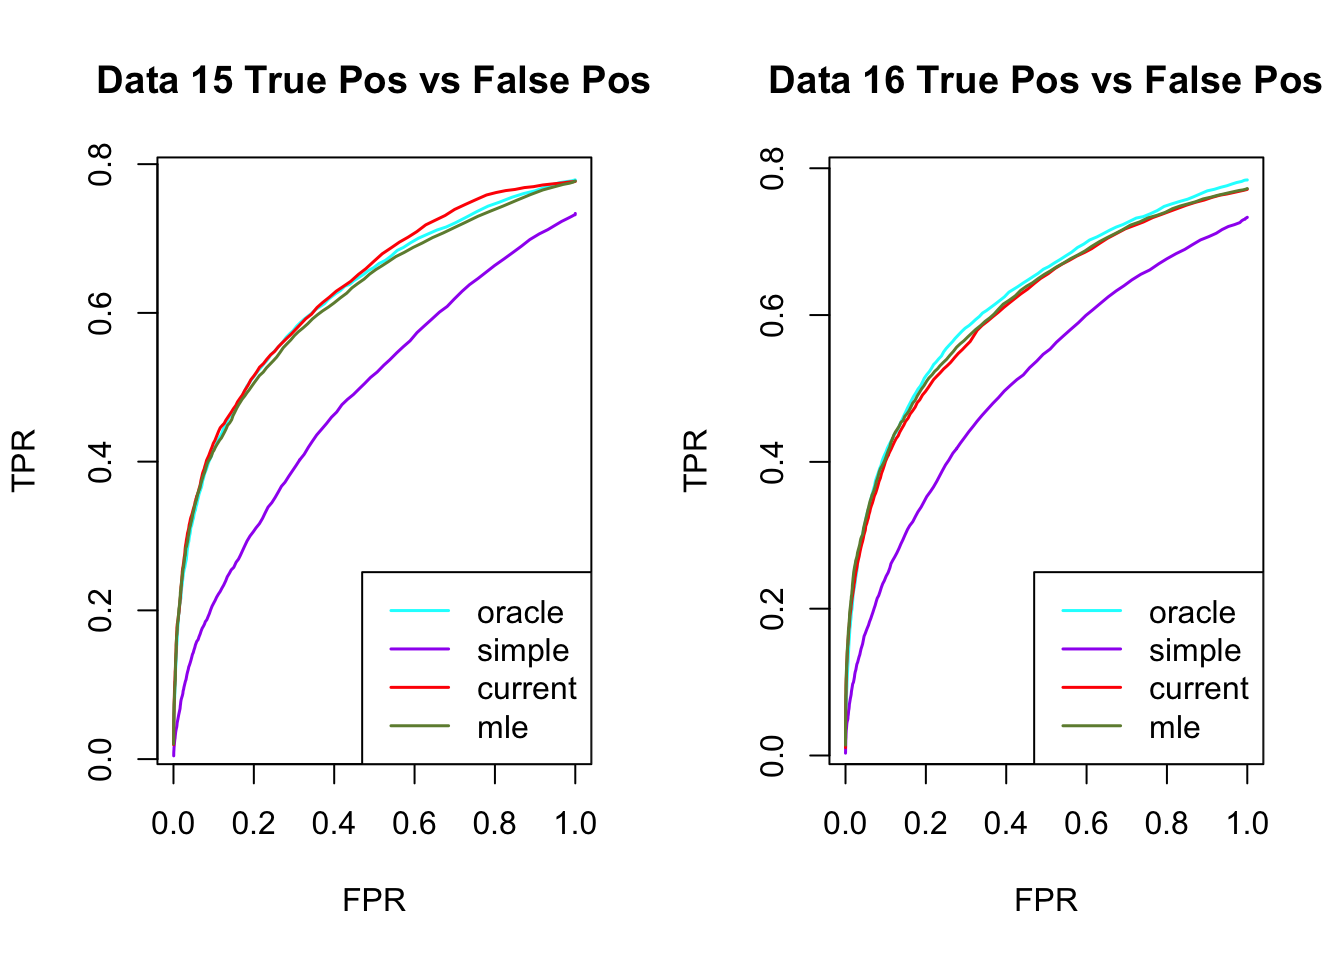 Data 15 True Pos vs False Pos
TPR
0.8
0.6
0.4
0.2
0.0
oracle
simple
current
mle
0.0 0.2 0.4 0.6 0.8 1.0
FPR
Data 16 True Pos vs False Pos
TPR
0.8
0.6
0.4
0.2
0.0
oracle
simple
current
mle
0.0 0.2 0.4 0.6 0.8 1.0
FPR